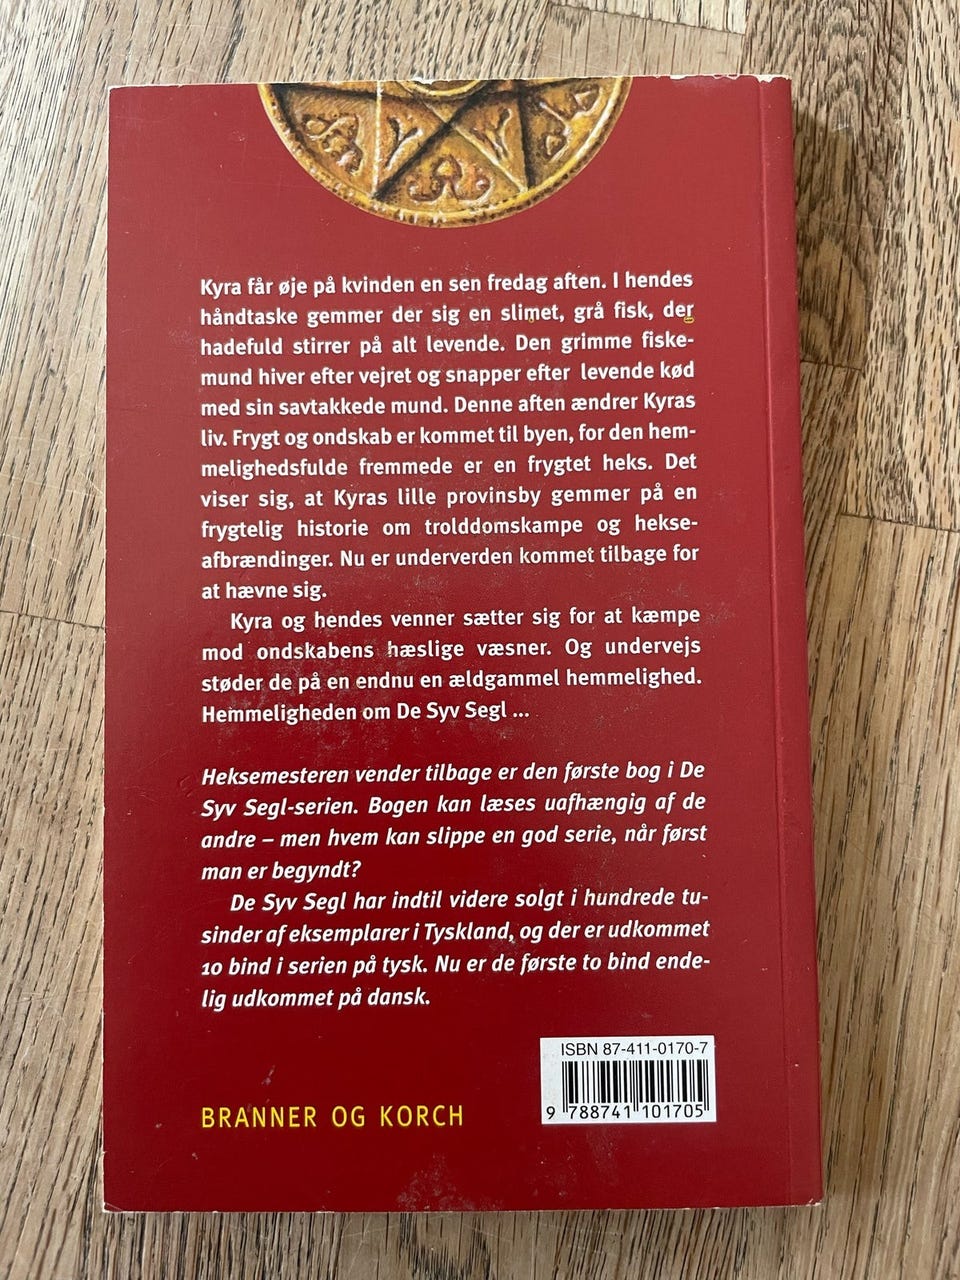 Kyra får øje på kvinden en sen fredag aften. I hendes
håndtaske gemmer der sig en slimet, grå fisk, der
hadefuld stirrer på alt levende. Den grimme fiske-
mund hiver efter vejret og snapper efter levende kød
med sin savtakkede mund. Denne aften ændrer Kyras
liv. Frygt og ondskab er kommet til byen, for den hem-
melighedsfulde fremmede er en frygtet heks. Det
viser sig, at Kyras lille provinsby gemmer på en
frygtelig historie om trolddomskampe og hekse-
afbrændinger. Nu er underverden kommet tilbage for
at hævne sig.
Kyra og hendes venner sætter sig for at kæmpe
mod ondskabens hæslige væsner. Og undervejs
støder de på en endnu en ældgammel hemmelighed.
Hemmeligheden om De Syv Segl ...
Heksemesteren vender tilbage er den første bog i De
Syv Segl-serien. Bogen kan læses uafhængig af de
andre – men hvem kan slippe en god serie, når først
man er begyndt?
De Syv Segl har indtil videre solgt i hundrede tu-
sinder af eksemplarer i Tyskland, og der er udkommet
10 bind i serien på tysk. Nu er de første to bind ende-
lig udkommet på dansk.
ISBN 87-411-0170-7
9 788741 101705
BRANNER OG KORCH